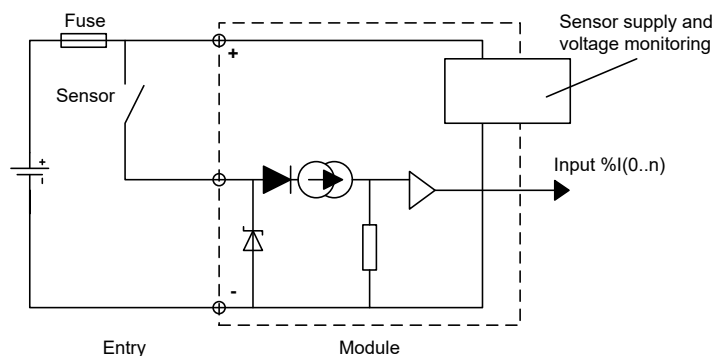 Fuse
Sensor supply and
voltage monitoring
+
Sensor
+
-
Input %I(0..n)
-
Entry
Module